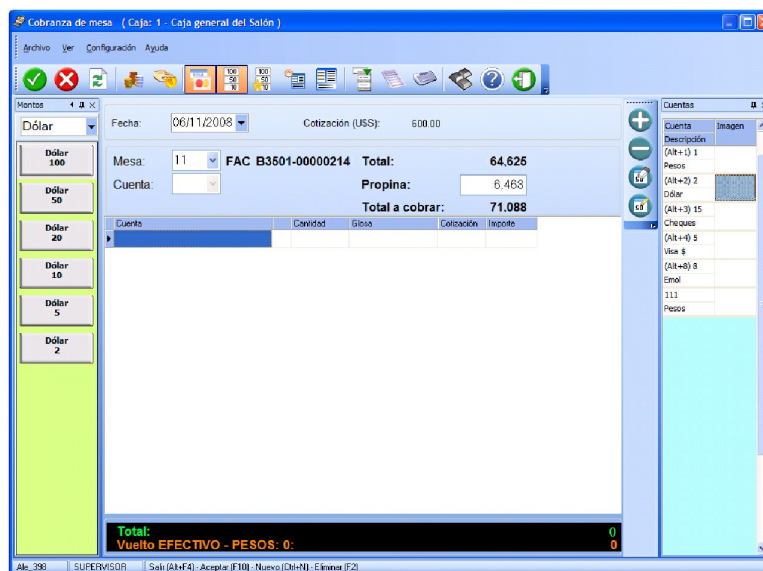 Cobranza de mesa ( Caja: 1 - Caja general del Salón )
Archivo Ver Configuración Ayuda
Montos
Dólar
Dólar
100
Dólar
50
Dólar
20
Dólar
10
Dólar
5
Dólar
2
Fecha: 06/11/2008 Cotización (US$): 600.00
Mesa: 11 FAC B3501-00000214 Total: 64,625
Cuenta: Propina: 6,463
Total a cobrar: 71,088
Cuenta Cantidad Glosa Cotización Importe
Total: 0
Vuelto EFECTIVO - PESOS: 0: 0
Cuentas
Cuenta Imagen
Descripción
(Alt+1) 1
Pesos
(Alt+2) 2
Dólar
(Alt+3) 15
Cheques
(Alt+4) 5
Visa $
(Alt+8) 8
Emol
111
Pesos
Ale_398 SUPERVISOR Salir (Alt+F4) - Aceptar (F10) - Nuevo (Ctrl+N) - Eliminar (F2)